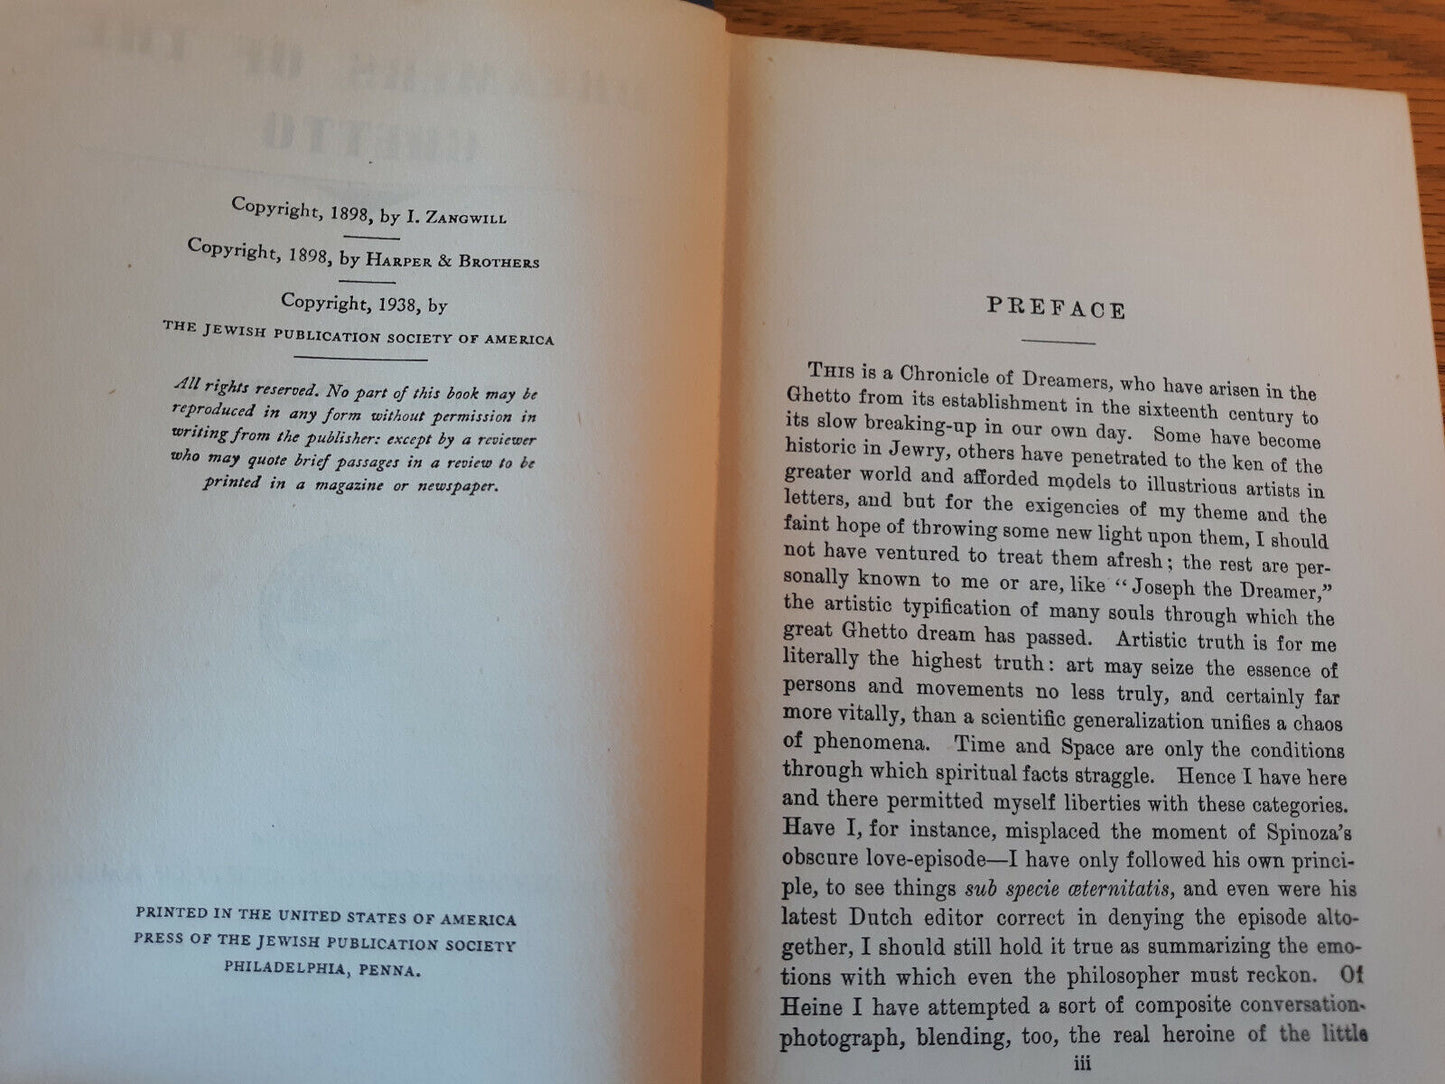 Copyright, 1898, by I. ZANGWILL
Copyright, 1898, by HARPER & BROTHERS
Copyright, 1938, by
THE JEWISH PUBLICATION SOCIETY OF AMERICA
All rights reserved. No part of this book may be
reproduced in any form without permission in
writing from the publisher: except by a reviewer
who may quote brief passages in a review to be
printed in a magazine or newspaper.
PRINTED IN THE UNITED STATES OF AMERICA
PRESS OF THE JEWISH PUBLICATION SOCIETY
PHILADELPHIA, PENNA.
PREFACE
THIS is a Chronicle of Dreamers, who have arisen in the
Ghetto from its establishment in the sixteenth century to
its slow breaking-up in our own day. Some have become
historic in Jewry, others have penetrated to the ken of the
greater world and afforded models to illustrious artists in
letters, and but for the exigencies of my theme and the
faint hope of throwing some new light upon them, I should
not have ventured to treat them afresh; the rest are per-
sonally known to me or are, like “Joseph the Dreamer,”
the artistic typification of many souls through which the
great Ghetto dream has passed. Artistic truth is for me
literally the highest truth: art may seize the essence of
persons and movements no less truly, and certainly far
more vitally, than a scientific generalization unifies a chaos
of phenomena. Time and Space are only the conditions
through which spiritual facts straggle. Hence I have here
and there permitted myself liberties with these categories.
Have I, for instance, misplaced the moment of Spinoza's
obscure love-episode—I have only followed his own princi-
ple, to see things sub specie æternitatis, and even were his
latest Dutch editor correct in denying the episode alto-
gether, I should still hold it true as summarizing the emo-
tions with which even the philosopher must reckon. Of
Heine I have attempted a sort of composite conversation-
photograph, blending, too, the real heroine of the little
iii